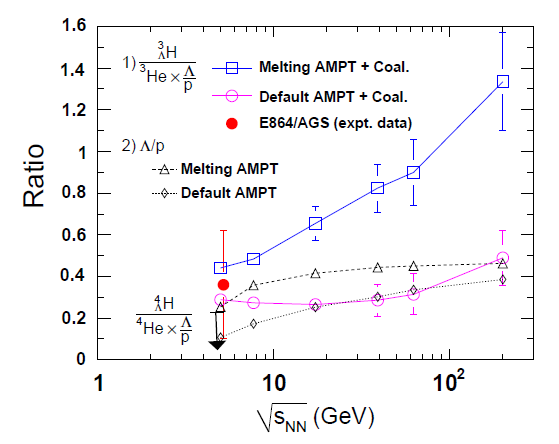 1) ³ΛH / ³He × Λ/p
Melting AMPT + Coal.
Default AMPT + Coal.
E864/AGS (expt. data)
2) Λ/p
Melting AMPT
Default AMPT
⁴ΛH / ⁴He × Λ/p
Ratio
1.6
1.4
1.2
1
0.8
0.6
0.4
0.2
0
1
10
10²
√sNN (GeV)